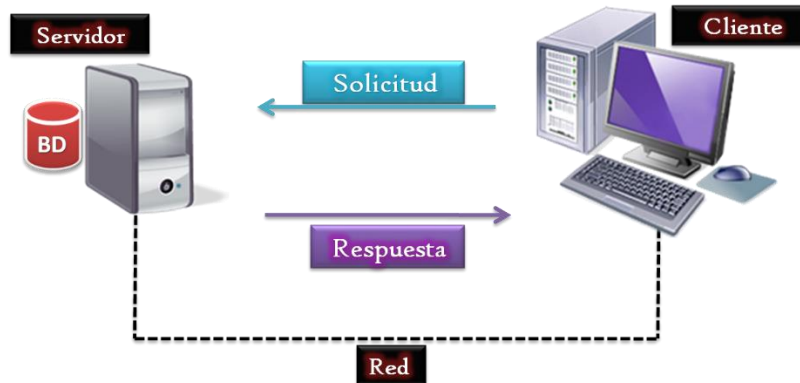 Servidor
Cliente
Solicitud
BD
Respuesta
Red